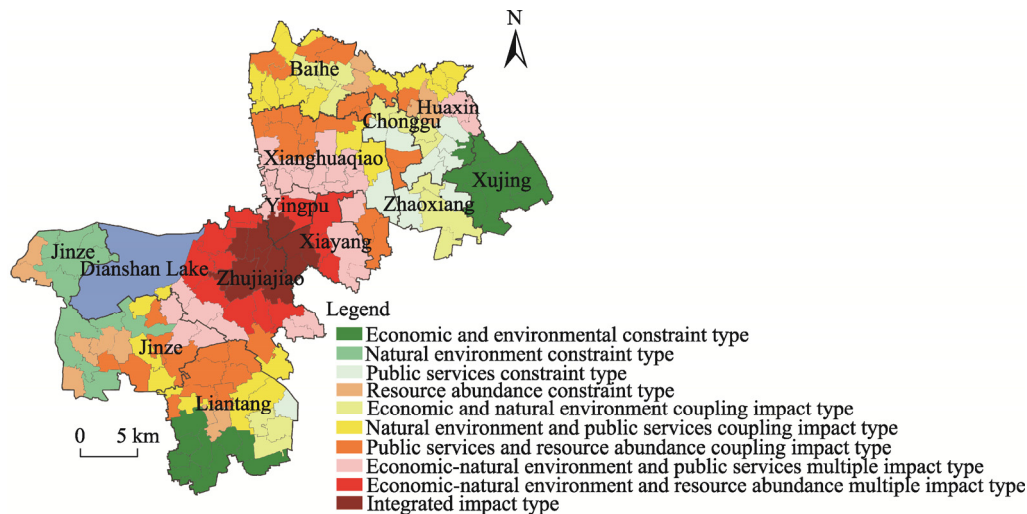 N
Baihe
Huaxin
Chonggu
Xianghuaqiao
Xujing
Yingpu
Zhaoxiang
Xiayang
Jinze
Dianshan Lake
Zhujiajiao
Jinze
Liantang
0 5 km
Legend
Economic and environmental constraint type
Natural environment constraint type
Public services constraint type
Resource abundance constraint type
Economic and natural environment coupling impact type
Natural environment and public services coupling impact type
Public services and resource abundance coupling impact type
Economic-natural environment and public services multiple impact type
Economic-natural environment and resource abundance multiple impact type
Integrated impact type